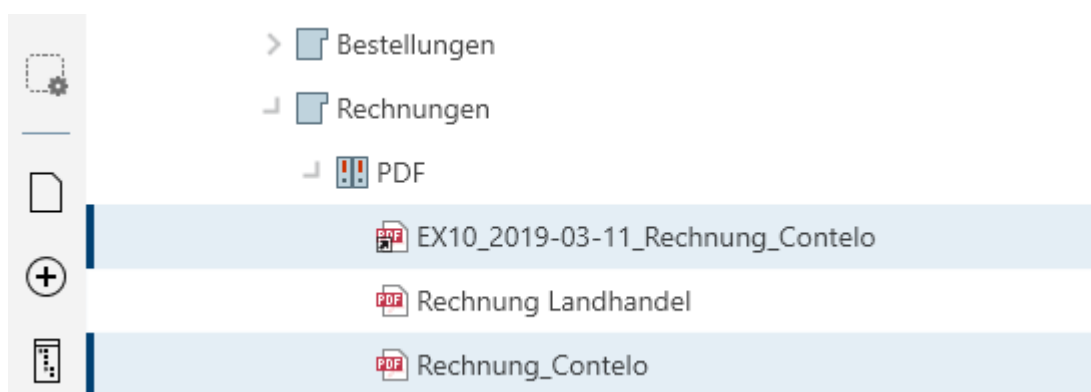 Bestellungen
Rechnungen
PDF
EX10_2019-03-11_Rechnung_Contelo
Rechnung Landhandel
Rechnung_Contelo